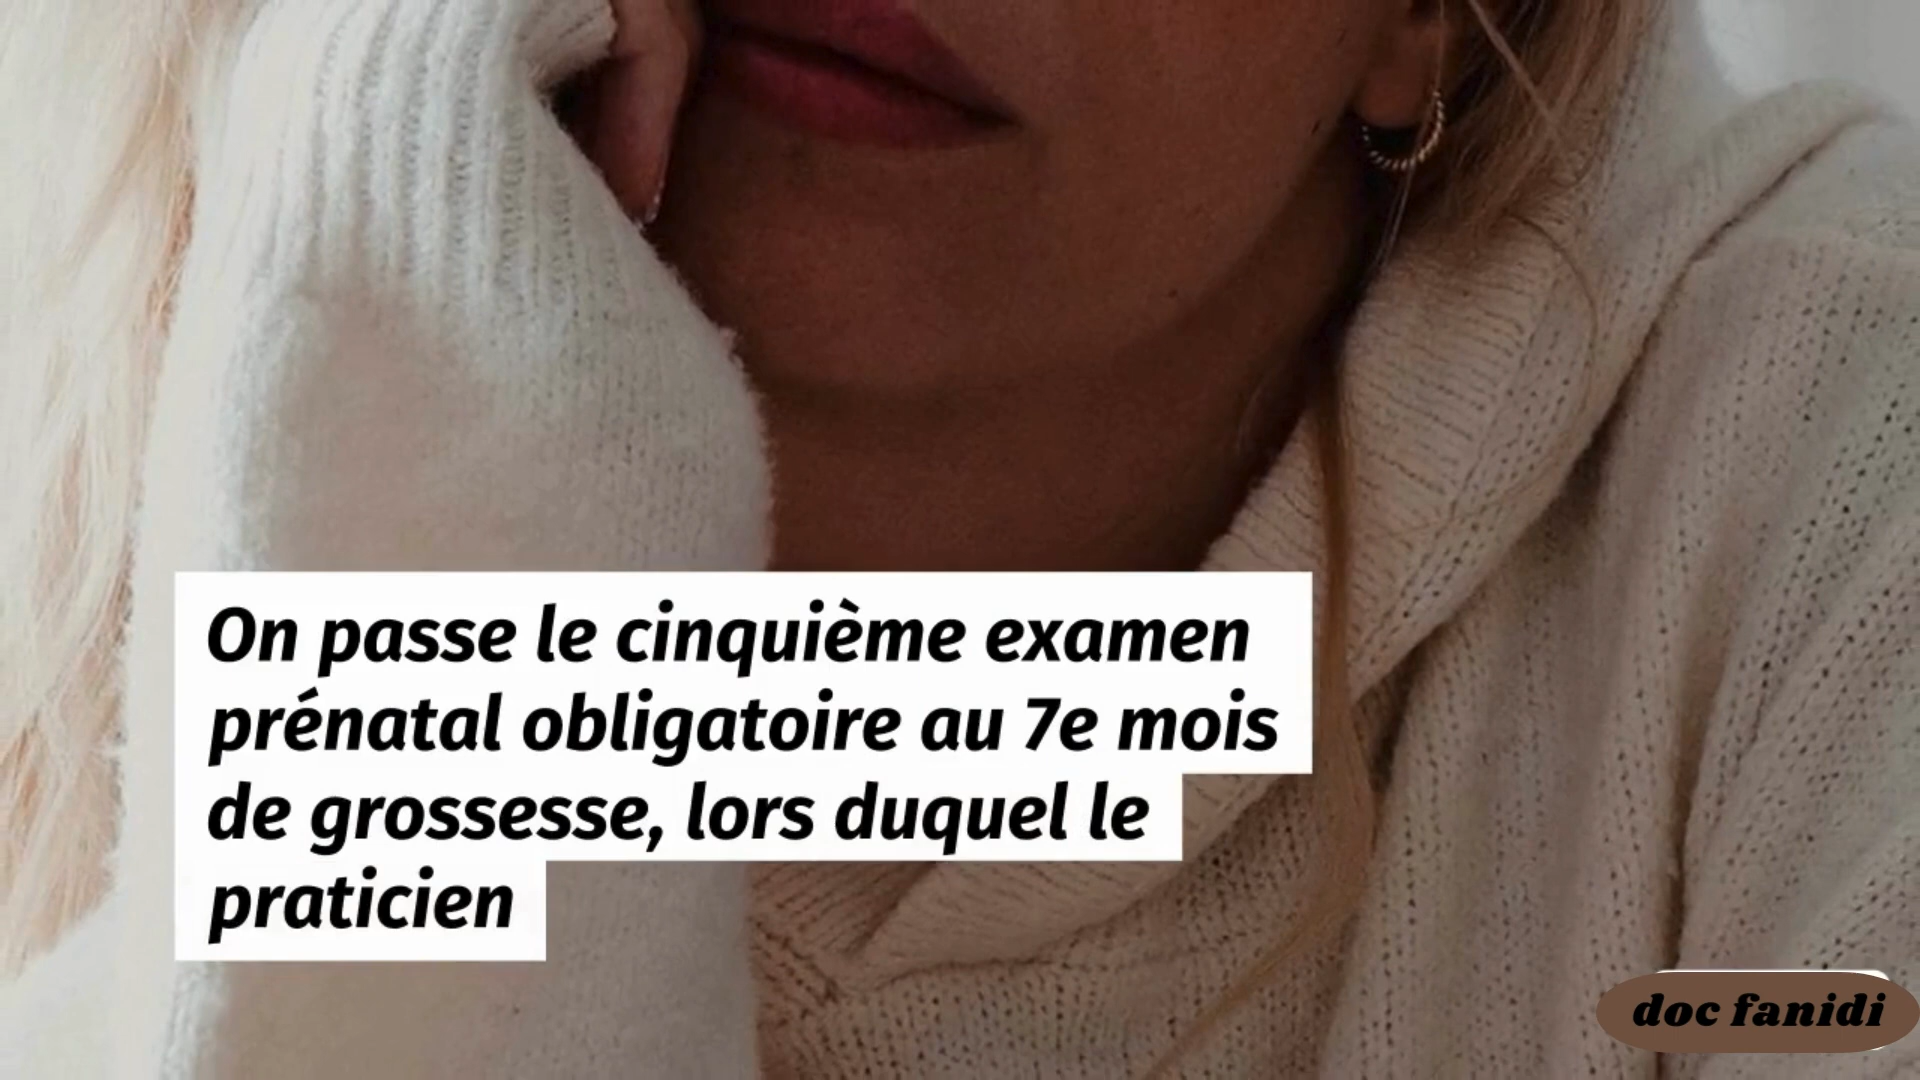 On passe le cinquième examen
prénatal obligatoire au 7e mois
de grossesse, lors duquel le
praticien
doc fanidi